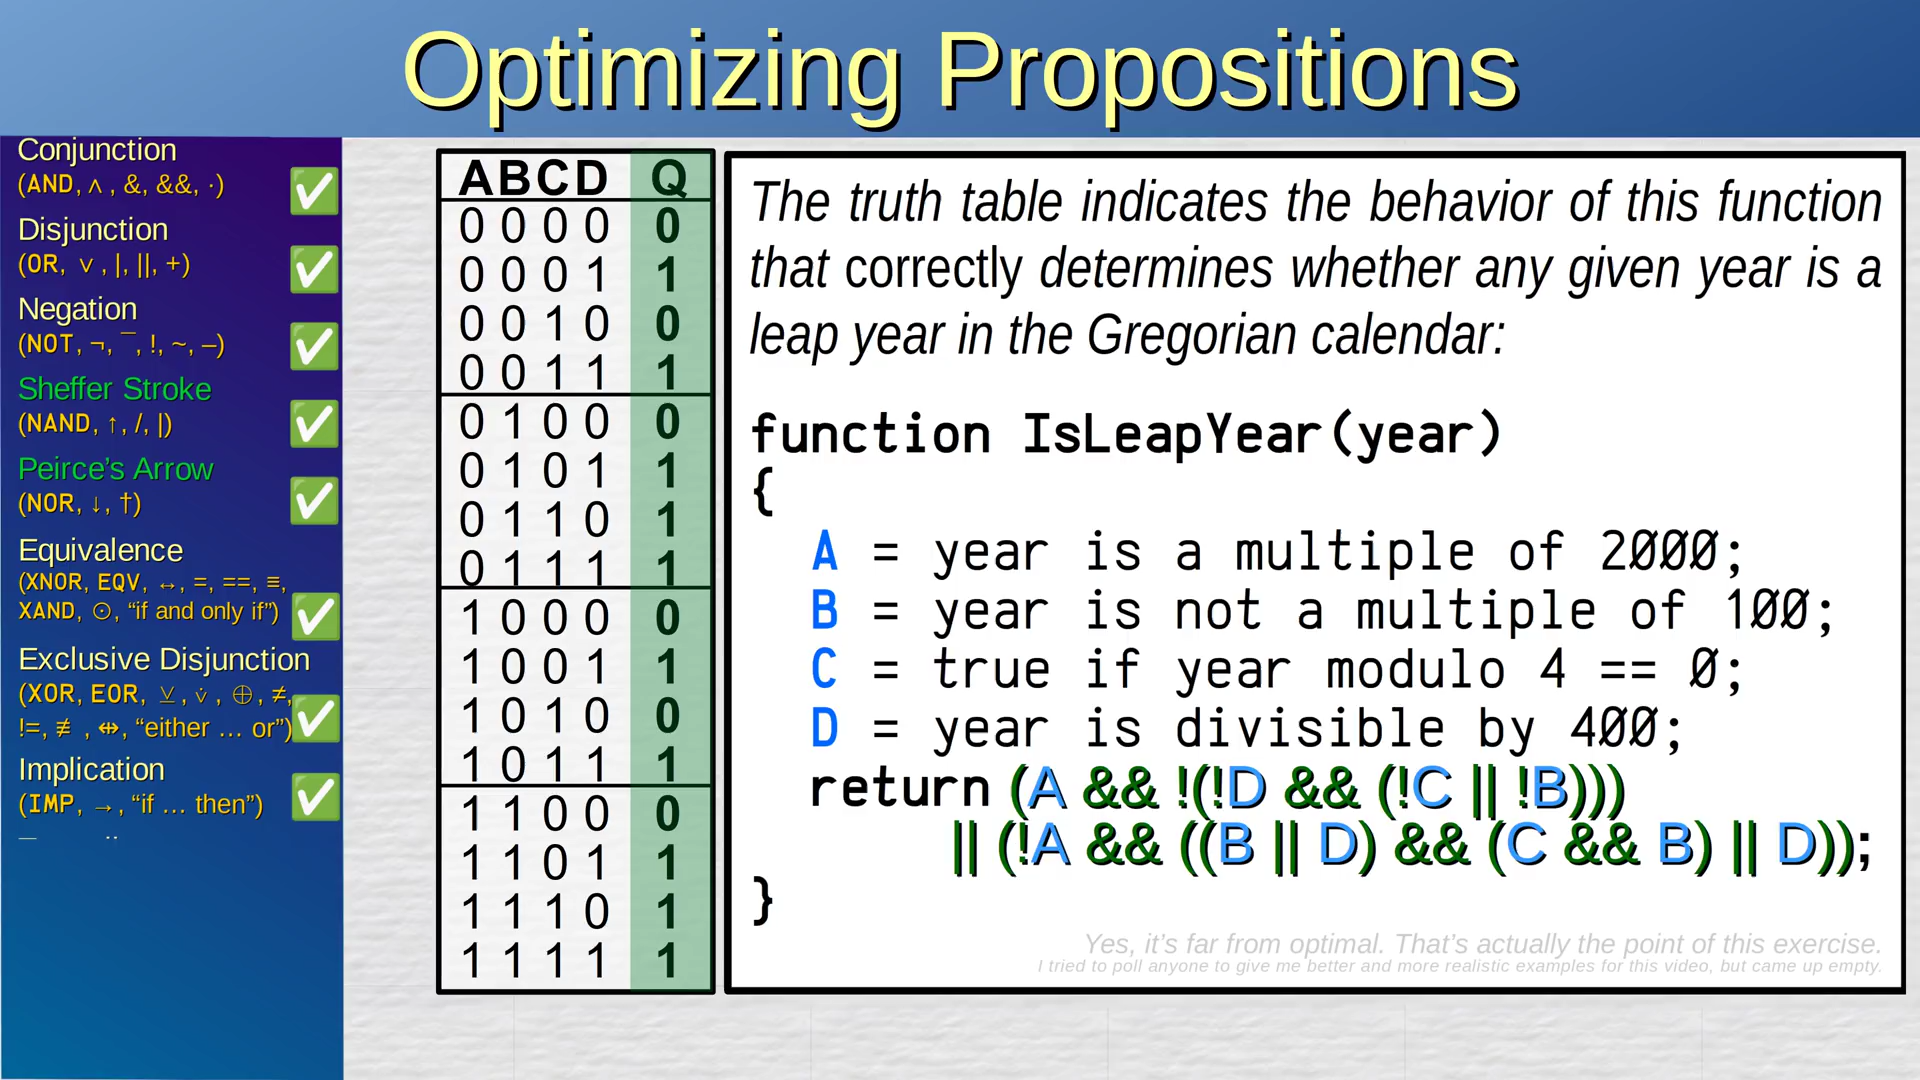 Optimizing Propositions
Conjunction
(AND, ∧, &, &&, ·)
Disjunction
(OR, ∨, |, ||, +)
Negation
(NOT, ¬, ¯, !, ~, –)
Sheffer Stroke
(NAND, ↑, /, |)
Peirce’s Arrow
(NOR, ↓, †)
Equivalence
(XNOR, EQV, ↔, =, ==, ≡,
XAND, ⊙, “if and only if”)
Exclusive Disjunction
(XOR, EOR, ⊻, ⩒, ⊕, ≠,
!=, ≢, ⇹, “either … or”)
Implication
(IMP, →, “if … then”)
A B C D Q
0 0 0 0 0
0 0 0 1 1
0 0 1 0 0
0 0 1 1 1
0 1 0 0 0
0 1 0 1 1
0 1 1 0 1
0 1 1 1 1
1 0 0 0 0
1 0 0 1 1
1 0 1 0 0
1 0 1 1 1
1 1 0 0 0
1 1 0 1 1
1 1 1 0 1
1 1 1 1 1
The truth table indicates the behavior of this function
that correctly determines whether any given year is a
leap year in the Gregorian calendar:
function IsLeapYear(year)
{
A = year is a multiple of 2000;
B = year is not a multiple of 100;
C = true if year modulo 4 == 0;
D = year is divisible by 400;
return (A && !(!D && (!C || !B)))
|| (!A && ((B || D) && (C && B) || D));
}
Yes, it’s far from optimal. That’s actually the point of this exercise.
I tried to poll anyone to give me better and more realistic examples for this video, but came up empty.